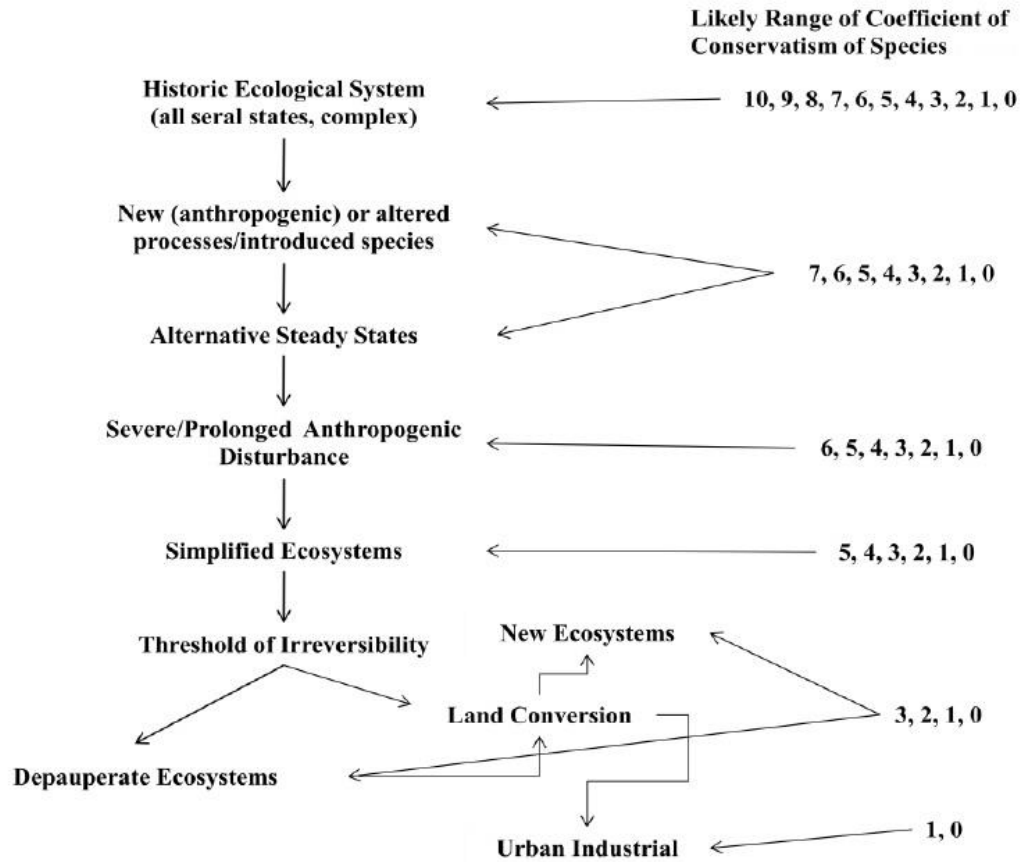 Likely Range of Coefficient of
Conservatism of Species
Historic Ecological System
(all seral states, complex)
10, 9, 8, 7, 6, 5, 4, 3, 2, 1, 0
New (anthropogenic) or altered
processes/introduced species
7, 6, 5, 4, 3, 2, 1, 0
Alternative Steady States
Severe/Prolonged Anthropogenic
Disturbance
6, 5, 4, 3, 2, 1, 0
Simplified Ecosystems
5, 4, 3, 2, 1, 0
Threshold of Irreversibility
New Ecosystems
Land Conversion
3, 2, 1, 0
Depauperate Ecosystems
Urban Industrial
1, 0